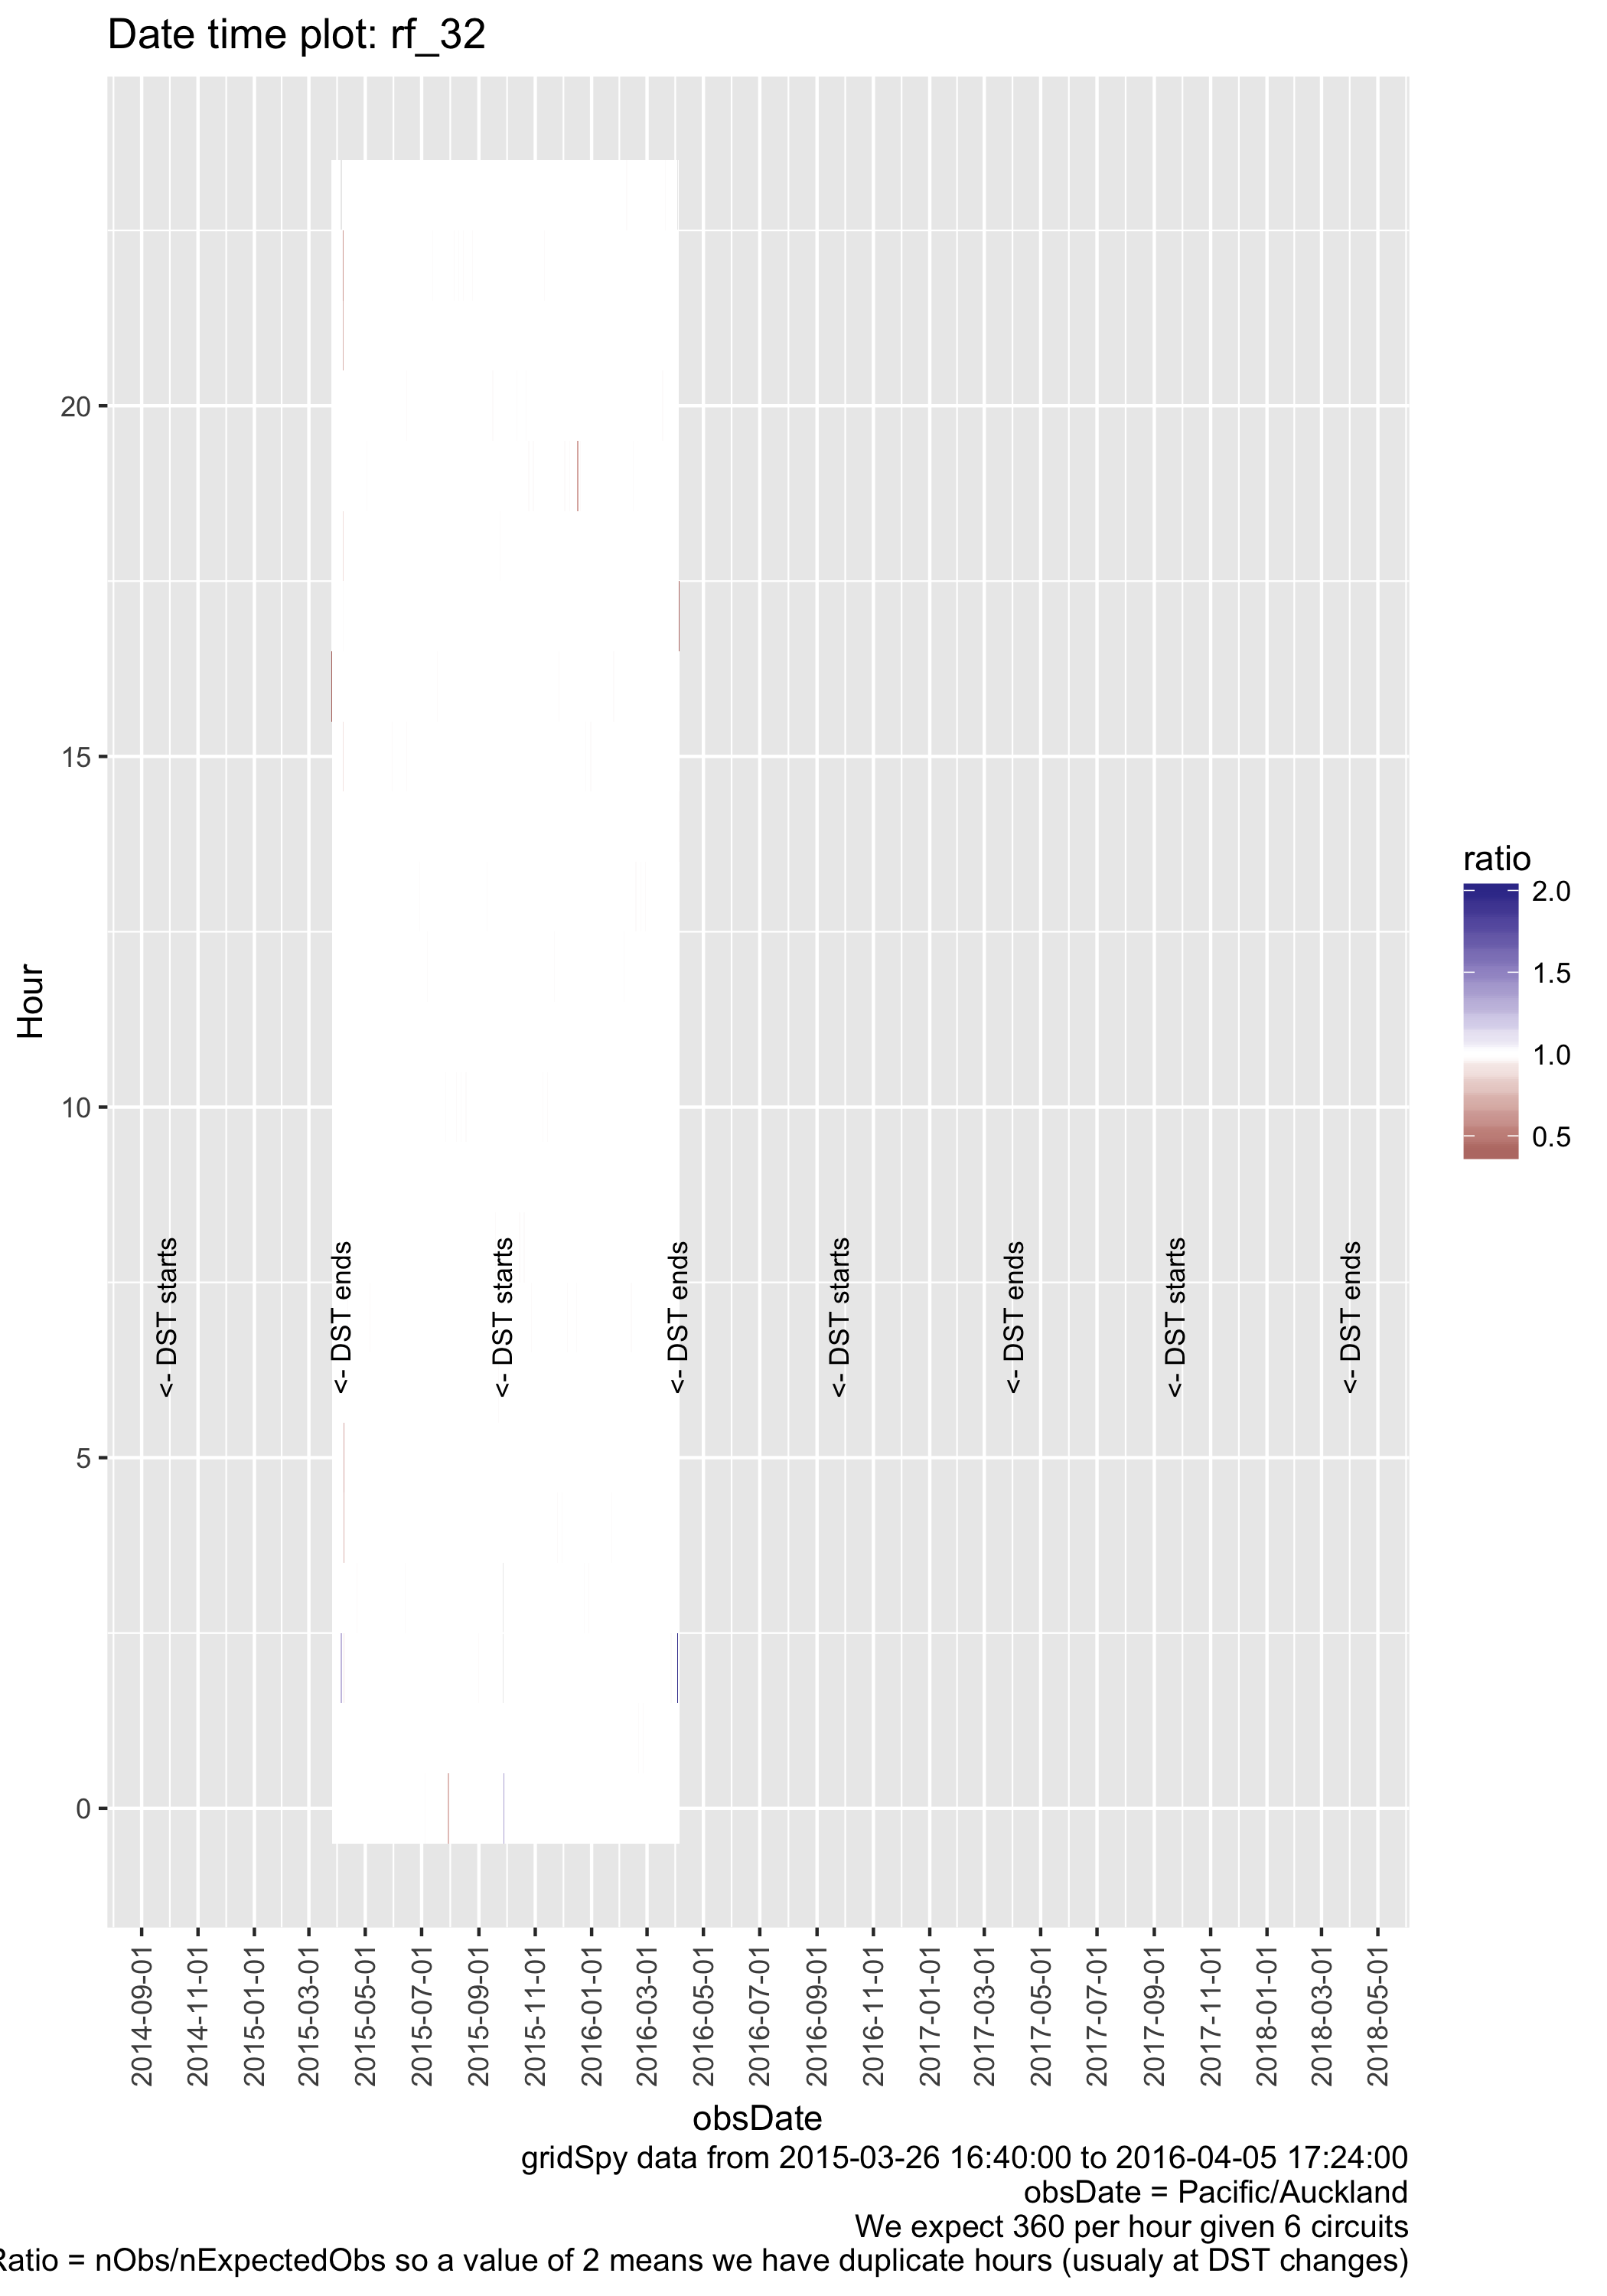 Date time plot: rf_32
20
15
10
5
0
Hour
<- DST starts
<- DST ends
<- DST starts
<- DST ends
<- DST starts
<- DST ends
<- DST starts
<- DST ends
ratio
2.0
1.5
1.0
0.5
2014-09-01
2014-11-01
2015-01-01
2015-03-01
2015-05-01
2015-07-01
2015-09-01
2015-11-01
2016-01-01
2016-03-01
2016-05-01
2016-07-01
2016-09-01
2016-11-01
2017-01-01
2017-03-01
2017-05-01
2017-07-01
2017-09-01
2017-11-01
2018-01-01
2018-03-01
2018-05-01
obsDate
gridSpy data from 2015-03-26 16:40:00 to 2016-04-05 17:24:00
obsDate = Pacific/Auckland
We expect 360 per hour given 6 circuits
Ratio = nObs/nExpectedObs so a value of 2 means we have duplicate hours (usualy at DST changes)